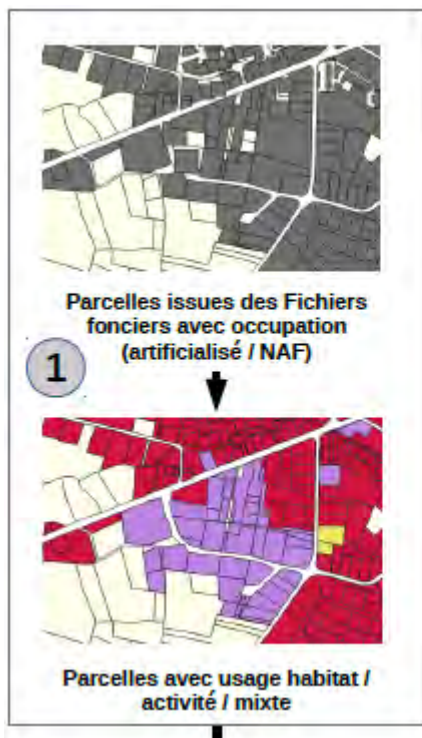 Parcelles issues des Fichiers
fonciers avec occupation
(artificialisé / NAF)
1
Parcelles avec usage habitat /
activité / mixte